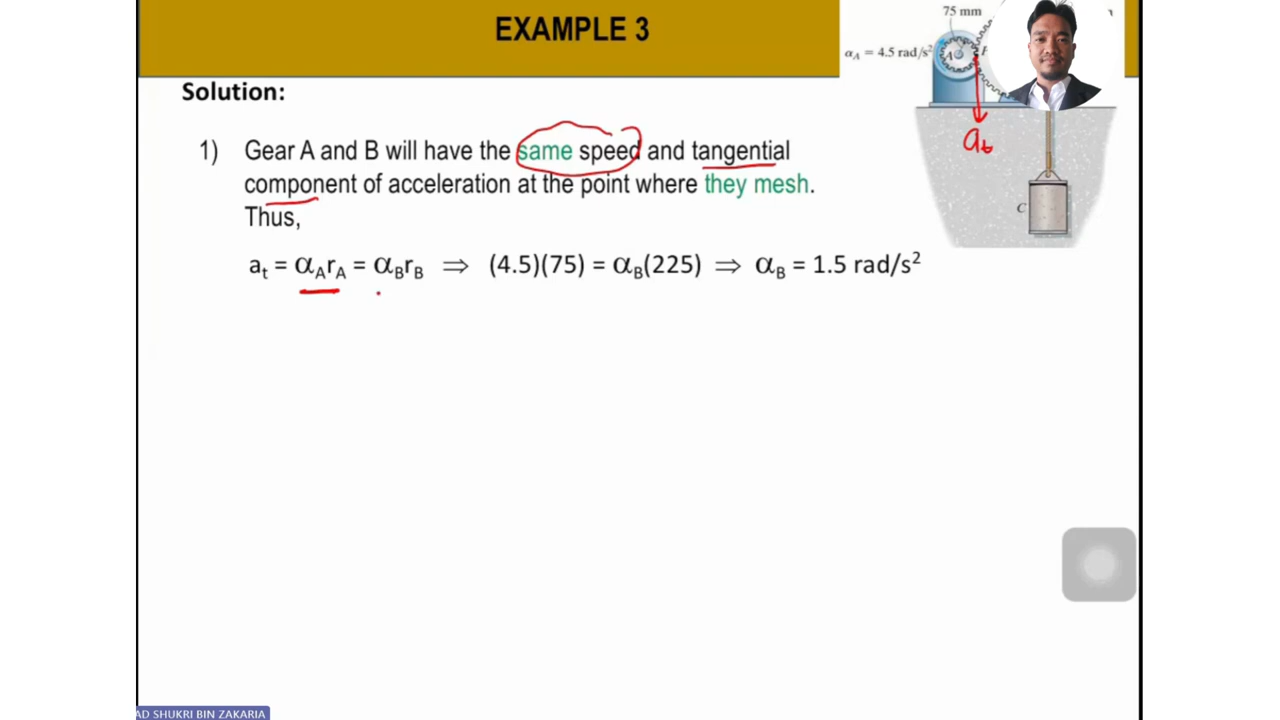 EXAMPLE 3
75 mm
αA = 4.5 rad/s²
A
Solution:
1) Gear A and B will have the same speed and tangential
component of acceleration at the point where they mesh.
Thus,
at = αArA = αBrB ⇒ (4.5)(75) = αB(225) ⇒ αB = 1.5 rad/s²
at
C
AD SHUKRI BIN ZAKARIA